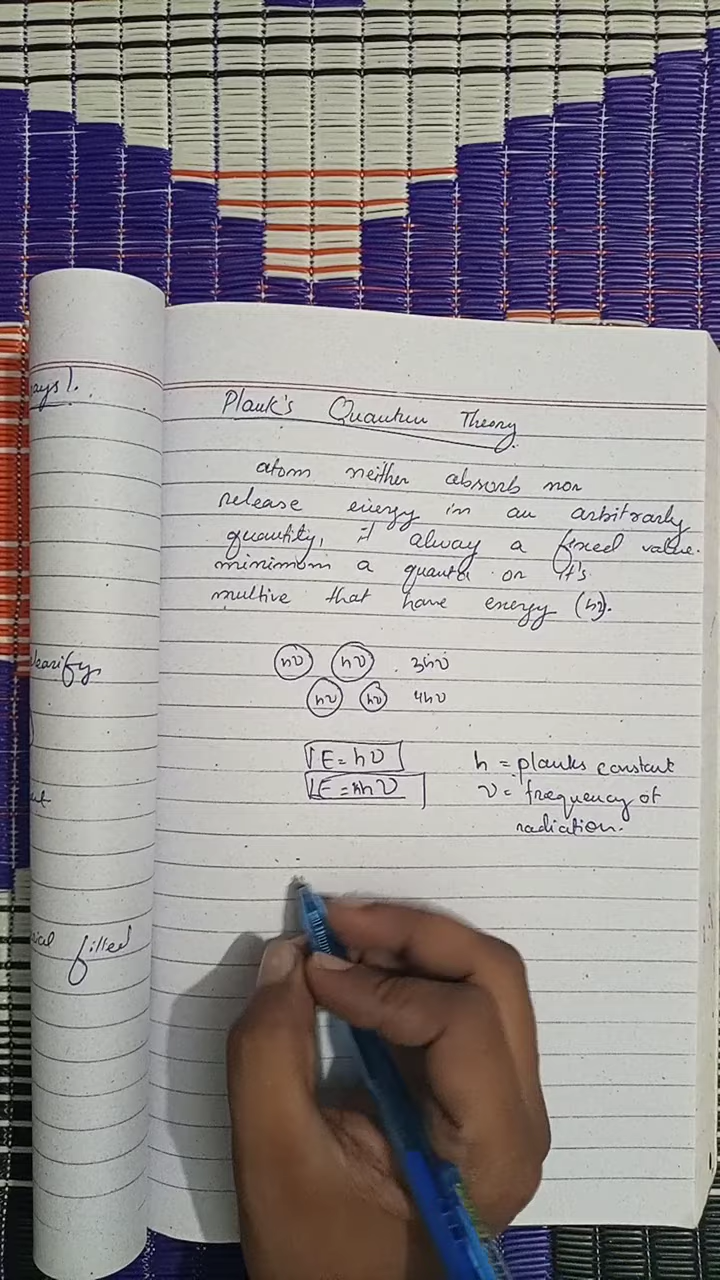 ays).
Plank's Quantum Theory
atom neither absorb nor
release energy in an arbitrarly
quantity, it alway a fixed value.
minimum a quanta or it's
multive that have energy (hν).
learify
hν hν . 3hν
hν hν 4hν
E = hν
h = planks constant
E = nhν
ν = frequency of
radiation.
ical filled